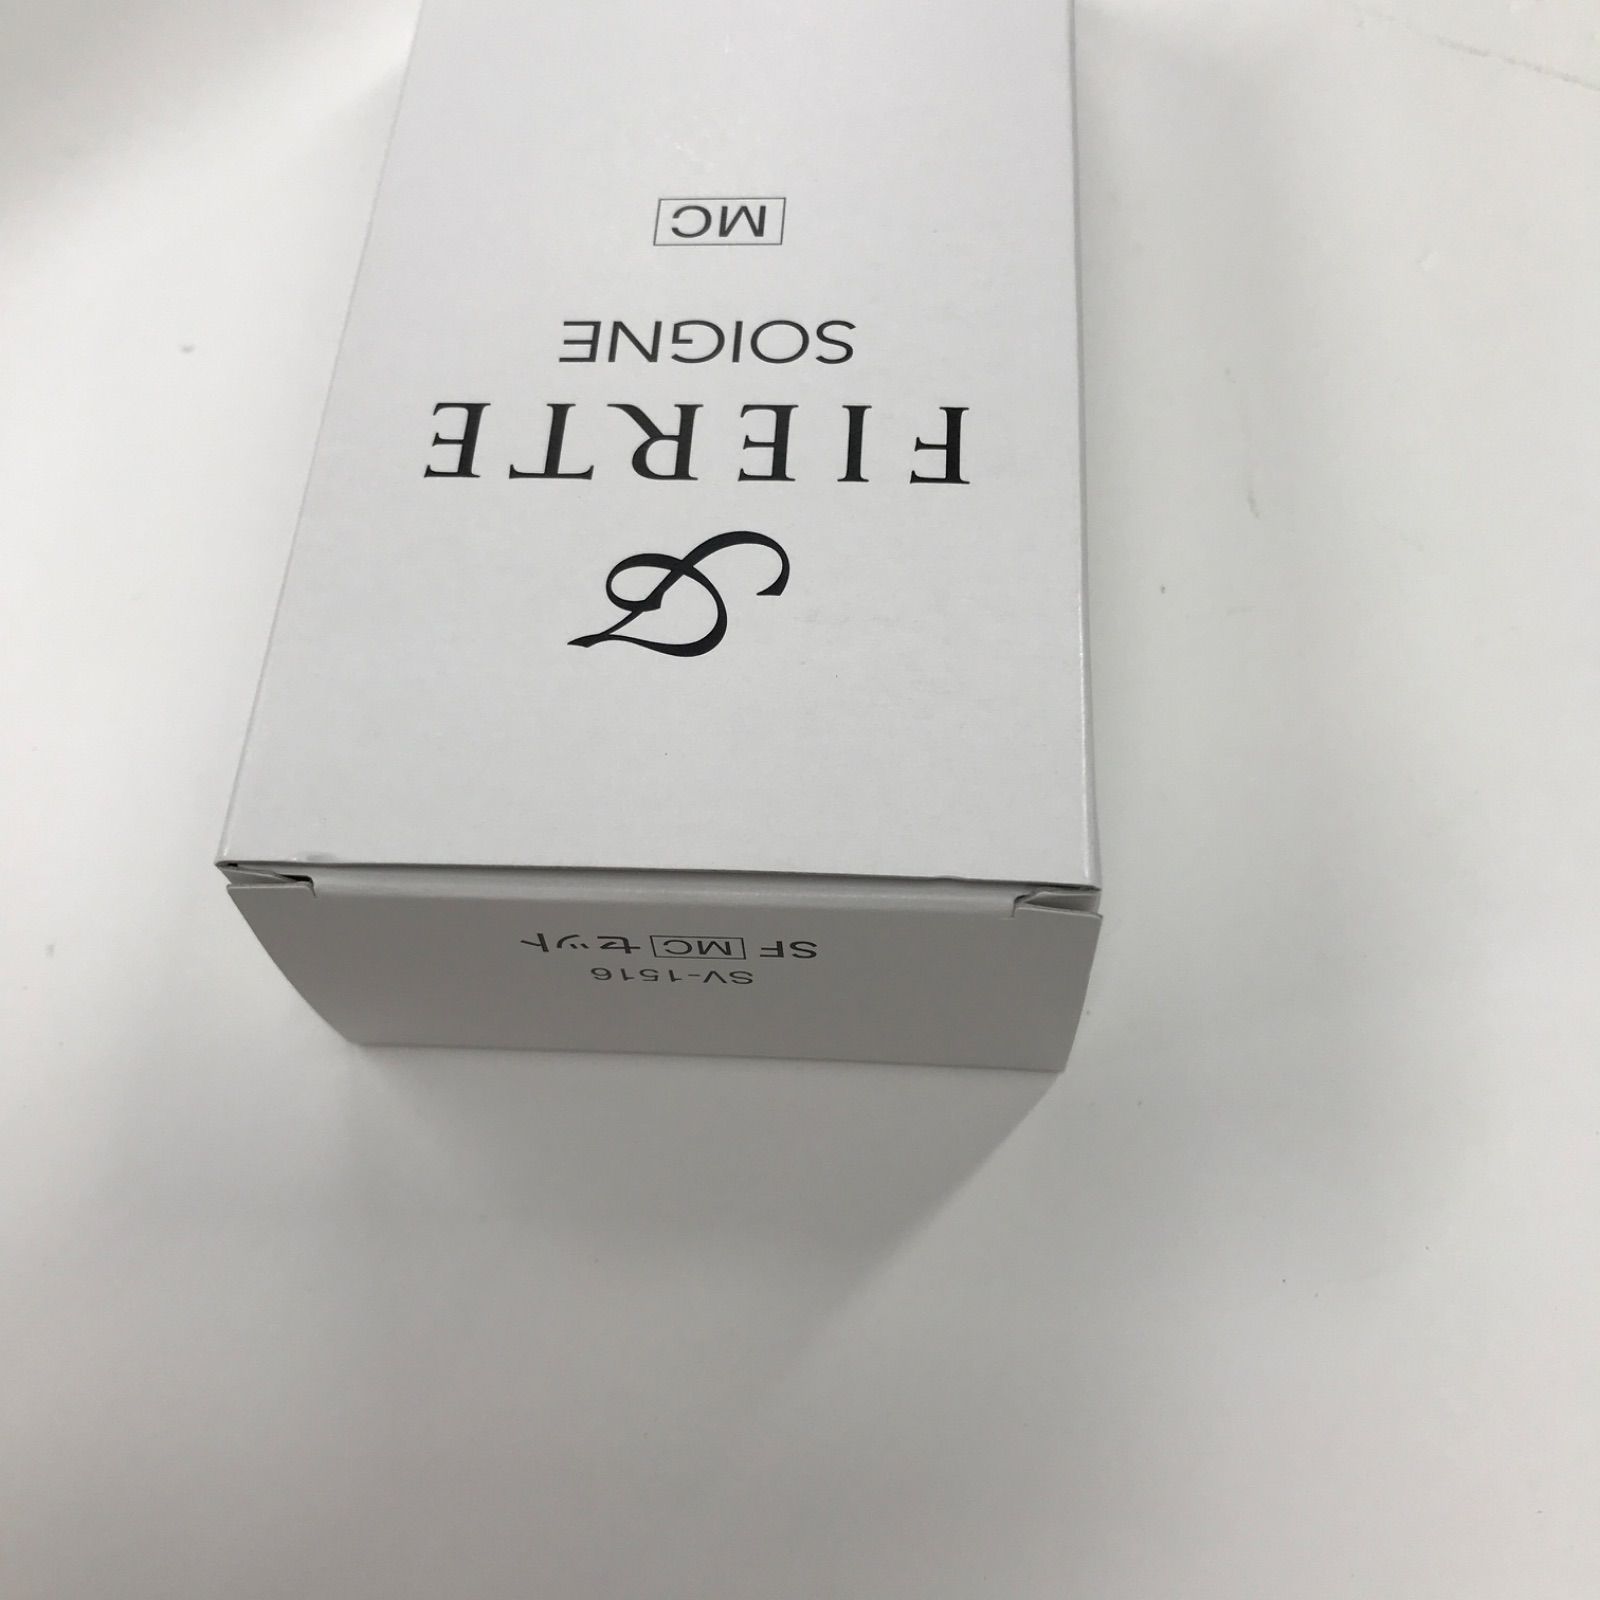 FIERTE
SOIGNE
MC
SV-1516
SF MC セット